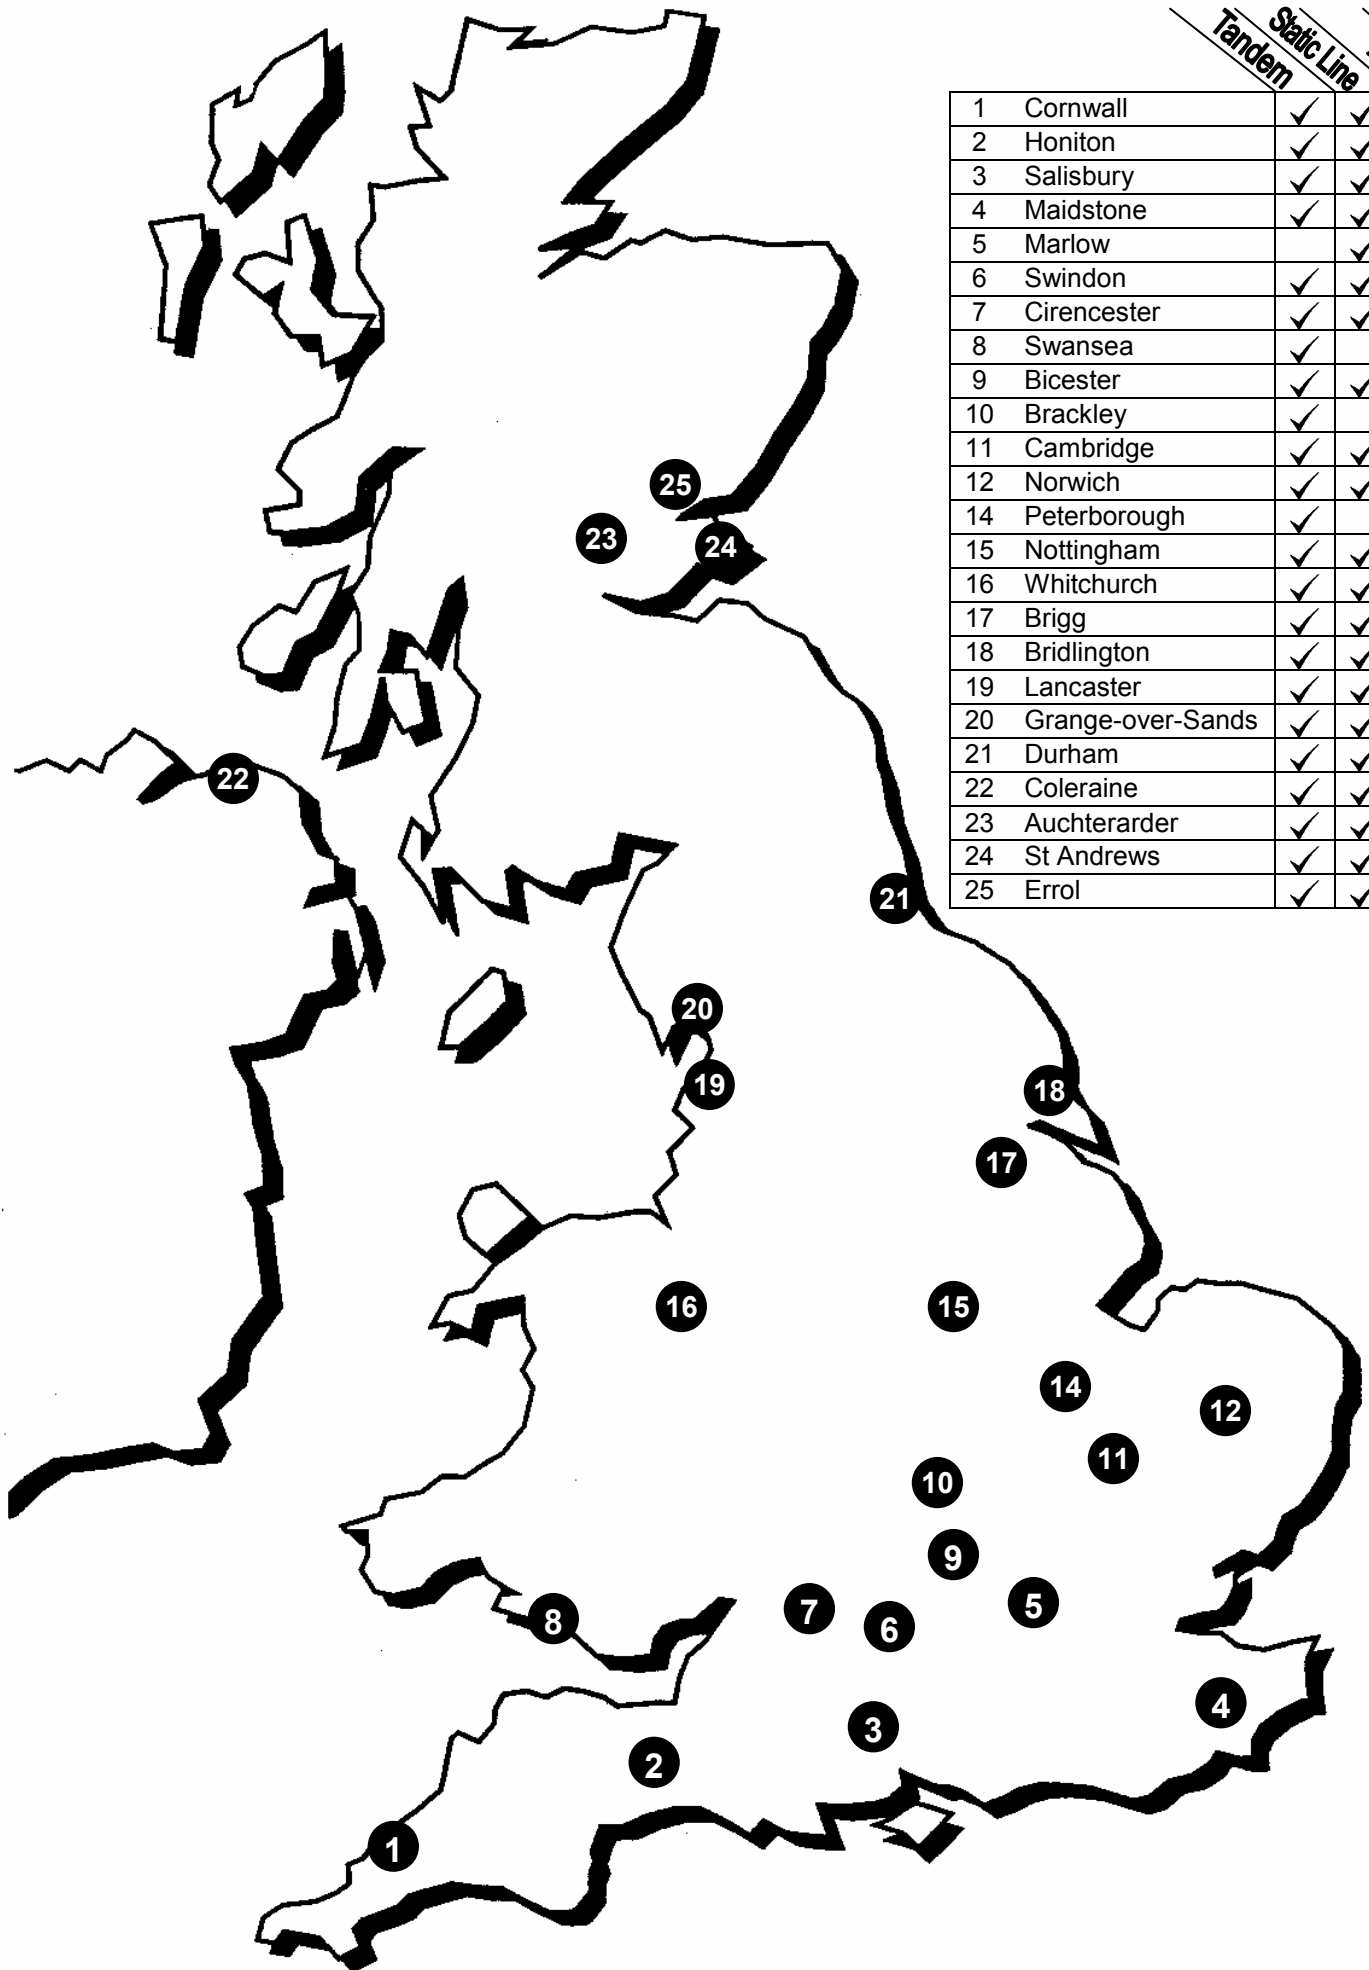 Tandem
Static Line
1 Cornwall ✓ ✓
2 Honiton ✓ ✓
3 Salisbury ✓ ✓
4 Maidstone ✓ ✓
5 Marlow ✓
6 Swindon ✓ ✓
7 Cirencester ✓ ✓
8 Swansea ✓
9 Bicester ✓ ✓
10 Brackley ✓
11 Cambridge ✓ ✓
12 Norwich ✓ ✓
14 Peterborough ✓
15 Nottingham ✓ ✓
16 Whitchurch ✓ ✓
17 Brigg ✓ ✓
18 Bridlington ✓ ✓
19 Lancaster ✓ ✓
20 Grange-over-Sands ✓ ✓
21 Durham ✓ ✓
22 Coleraine ✓ ✓
23 Auchterarder ✓ ✓
24 St Andrews ✓ ✓
25 Errol ✓ ✓
25
23
24
22
21
20
19
18
17
16
15
14
12
11
10
9
5
7
8
6
4
3
2
1